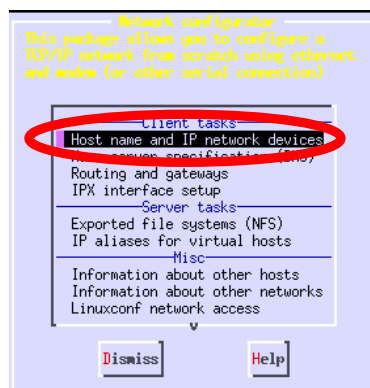 Network configurator
This package allows you to configure a
TCP/IP network from scratch using ethernet
and modem (or other serial connection)
Client tasks
Host name and IP network devices
Name server specification (DNS)
Routing and gateways
IPX interface setup
Server tasks
Exported file systems (NFS)
IP aliases for virtual hosts
Misc
Information about other hosts
Information about other networks
Linuxconf network access
Dismiss Help